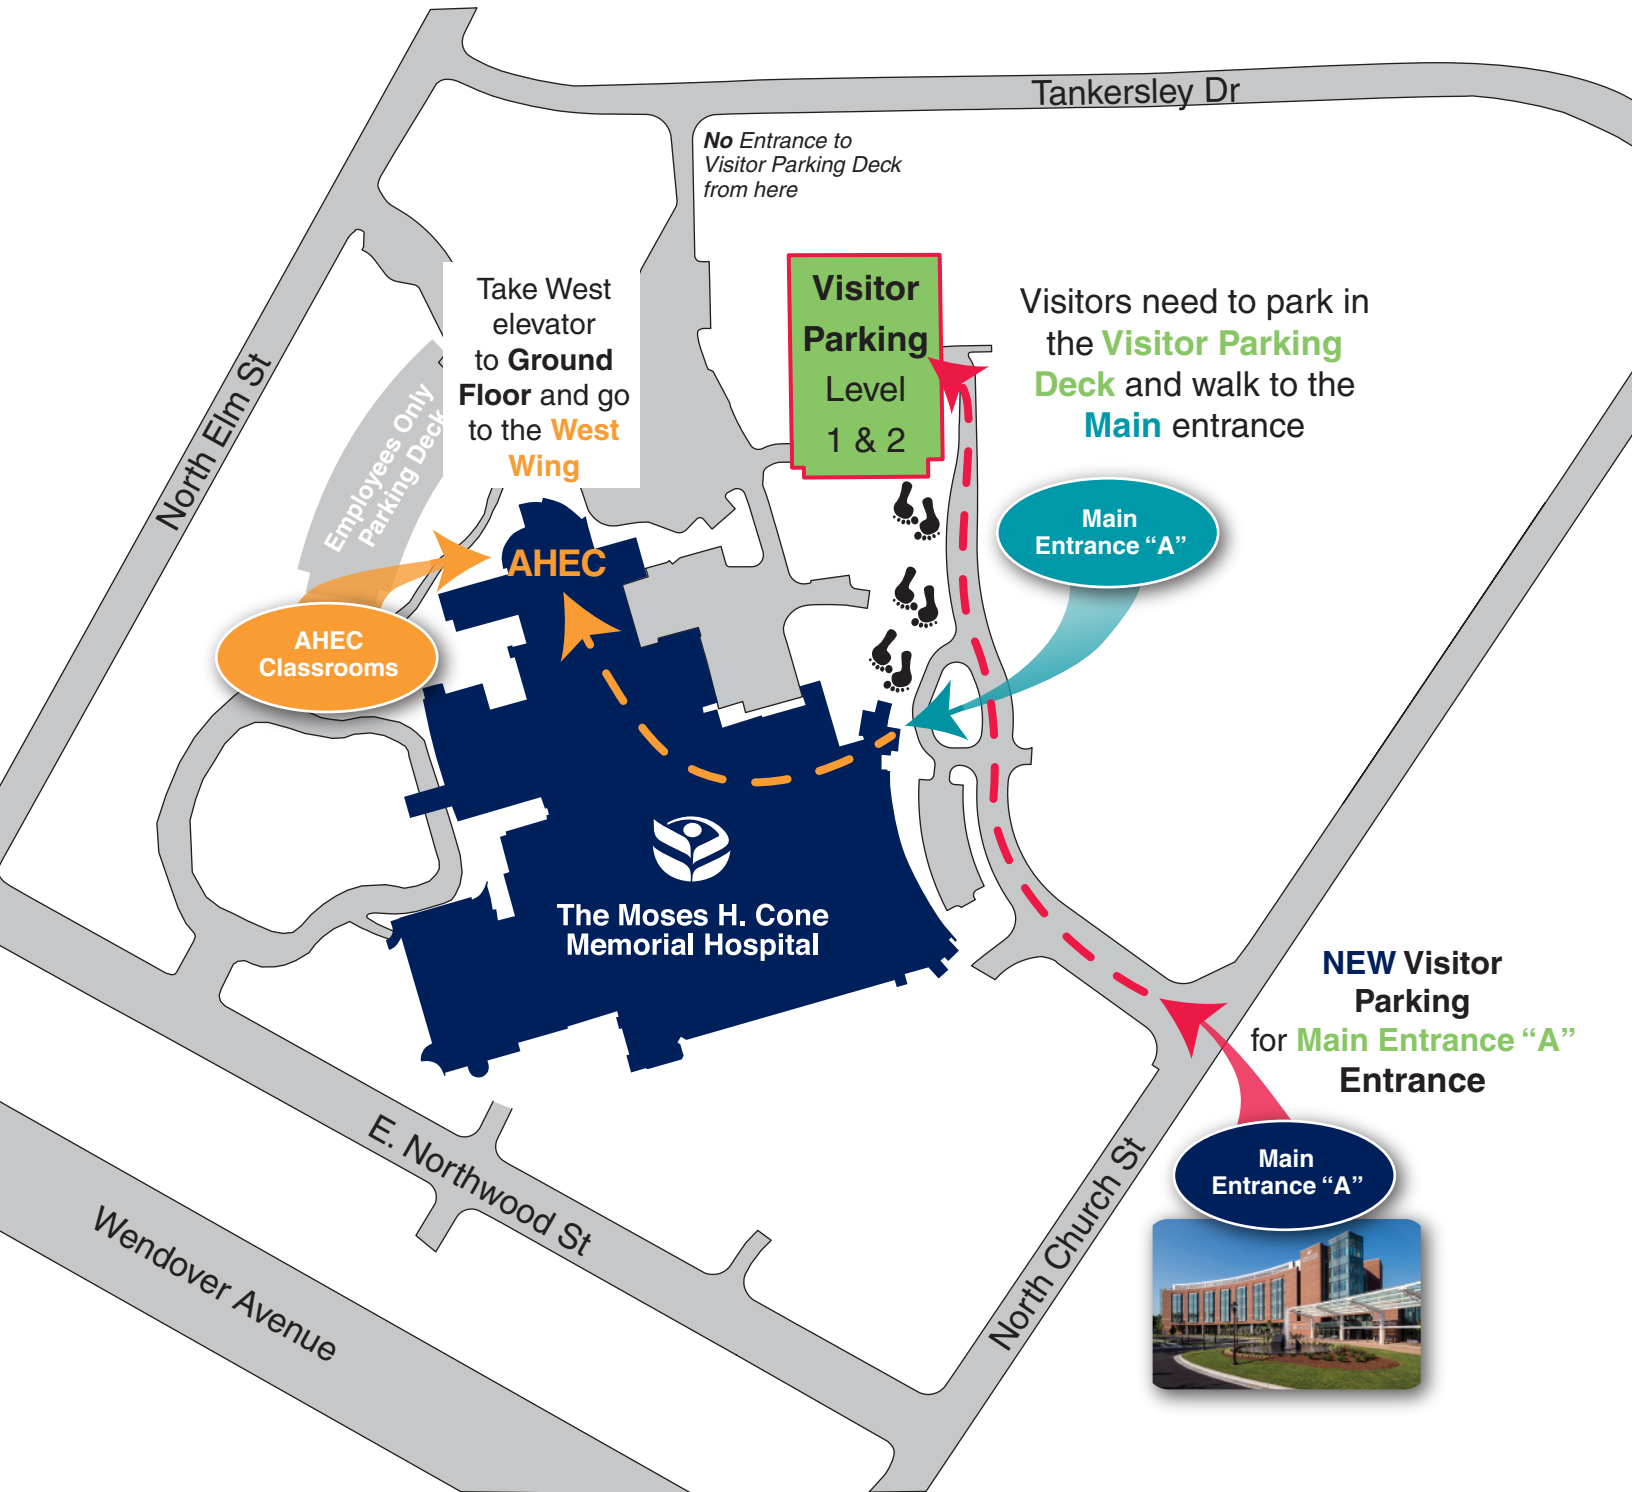 Tankersley Dr
No Entrance to
Visitor Parking Deck
from here
Take West
elevator
to Ground
Floor and go
to the West
Wing
Visitor
Parking
Level
1 & 2
Visitors need to park in
the Visitor Parking
Deck and walk to the
Main entrance
North Elm St
Employees Only
Parking Deck
Main
Entrance “A”
AHEC
AHEC
Classrooms
The Moses H. Cone
Memorial Hospital
NEW Visitor
Parking
for Main Entrance “A”
Entrance
Main
Entrance “A”
E. Northwood St
North Church St
Wendover Avenue